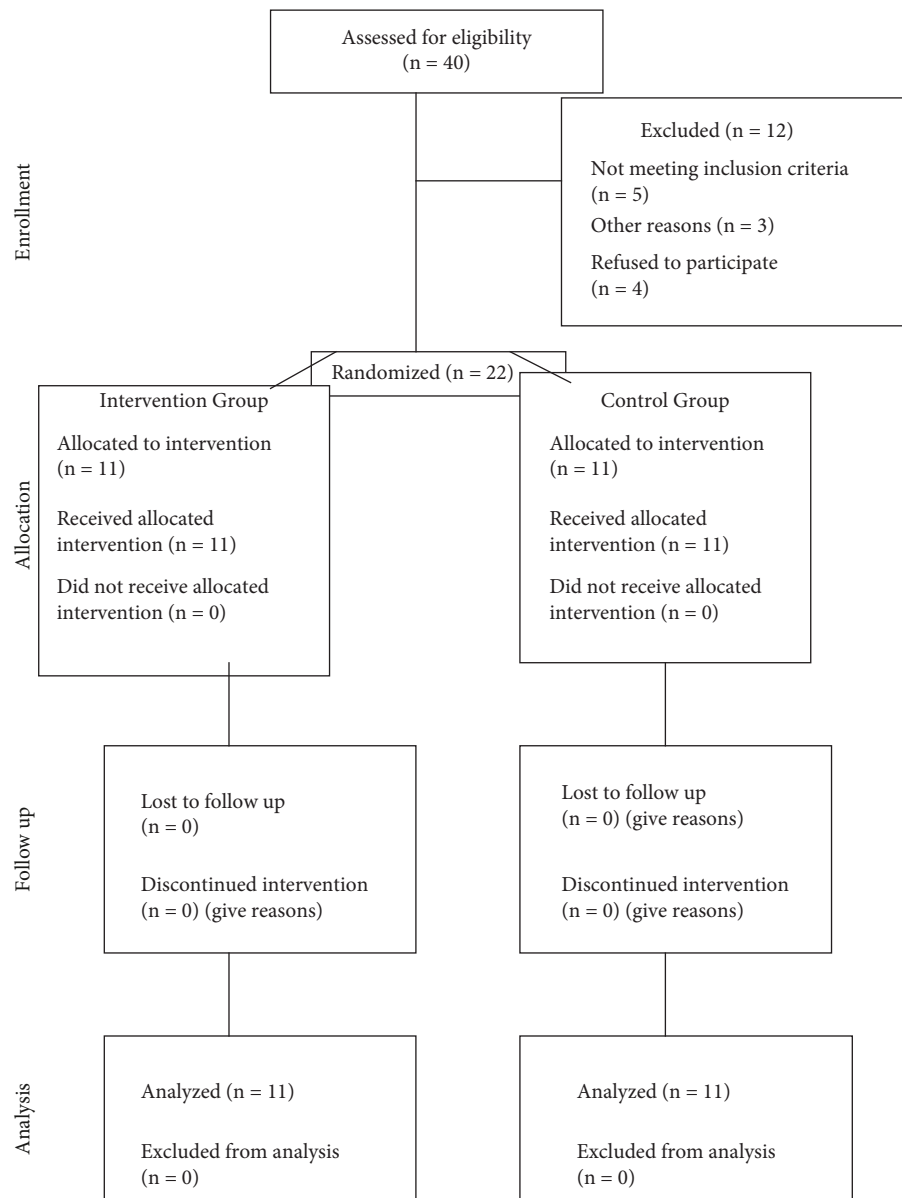 Assessed for eligibility
(n = 40)
Enrollment
Excluded (n = 12)
Not meeting inclusion criteria
(n = 5)
Other reasons (n = 3)
Refused to participate
(n = 4)
Randomized (n = 22)
Allocation
Intervention Group
Allocated to intervention
(n = 11)
Received allocated
intervention (n = 11)
Did not receive allocated
intervention (n = 0)
Control Group
Allocated to intervention
(n = 11)
Received allocated
intervention (n = 11)
Did not receive allocated
intervention (n = 0)
Follow up
Lost to follow up
(n = 0)
Discontinued intervention
(n = 0) (give reasons)
Lost to follow up
(n = 0) (give reasons)
Discontinued intervention
(n = 0) (give reasons)
Analysis
Analyzed (n = 11)
Excluded from analysis
(n = 0)
Analyzed (n = 11)
Excluded from analysis
(n = 0)